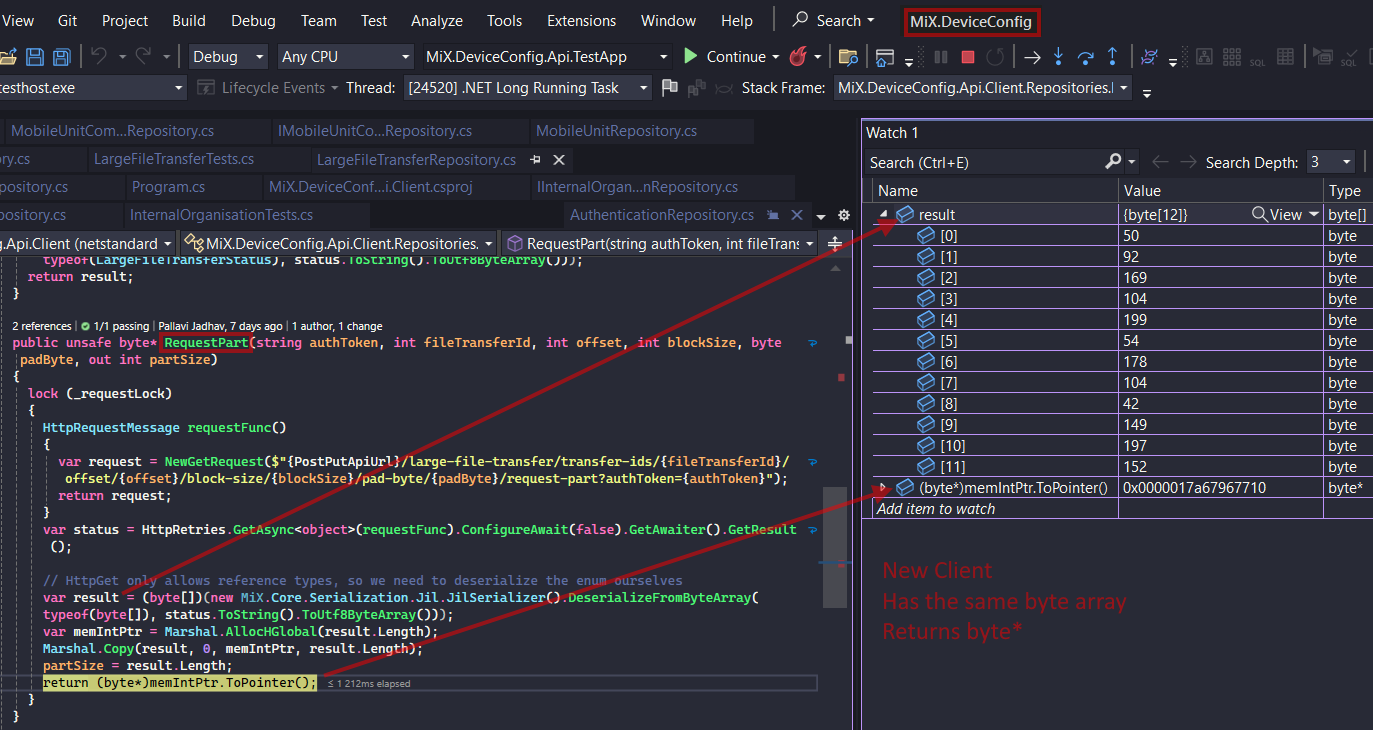 View Git Project Build Debug Team Test Analyze Tools Extensions Window Help Search MiX.DeviceConfig
Debug Any CPU MiX.DeviceConfig.Api.TestApp Continue
testhost.exe Lifecycle Events Thread: [24520] .NET Long Running Task Stack Frame: MiX.DeviceConfig.Api.Client.Repositories.
MobileUnitCom...Repository.cs IMobileUnitCo...Repository.cs MobileUnitRepository.cs
ry.cs LargeFileTransferTests.cs LargeFileTransferRepository.cs
pository.cs Program.cs MiX.DeviceConf...i.Client.csproj IInternalOrgan...nRepository.cs
pository.cs InternalOrganisationTests.cs AuthenticationRepository.cs
g.Api.Client (netstandard MiX.DeviceConfig.Api.Client.Repositories. RequestPart(string authToken, int fileTrans
typeof(LargeFileTransferStatus), status.ToString().ToUtf8ByteArray()));
return result;
}
2 references | 1/1 passing | Pallavi Jadhav, 7 days ago | 1 author, 1 change
public unsafe byte* RequestPart(string authToken, int fileTransferId, int offset, int blockSize, byte
padByte, out int partSize)
{
lock (_requestLock)
{
HttpRequestMessage requestFunc()
{
var request = NewGetRequest($"{PostPutApiUrl}/large-file-transfer/transfer-ids/{fileTransferId}/
offset/{offset}/block-size/{blockSize}/pad-byte/{padByte}/request-part?authToken={authToken}");
return request;
}
var status = HttpRetries.GetAsync<object>(requestFunc).ConfigureAwait(false).GetAwaiter().GetResult
();
// HttpGet only allows reference types, so we need to deserialize the enum ourselves
var result = (byte[])(new MiX.Core.Serialization.Jil.JilSerializer().DeserializeFromByteArray(
typeof(byte[]), status.ToString().ToUtf8ByteArray()));
var memIntPtr = Marshal.AllocHGlobal(result.Length);
Marshal.Copy(result, 0, memIntPtr, result.Length);
partSize = result.Length;
return (byte*)memIntPtr.ToPointer(); ≤ 1 212ms elapsed
}
}
Watch 1
Search (Ctrl+E) Search Depth: 3
Name Value Type
result {byte[12]} View byte[]
[0] 50 byte
[1] 92 byte
[2] 169 byte
[3] 104 byte
[4] 199 byte
[5] 54 byte
[6] 178 byte
[7] 104 byte
[8] 42 byte
[9] 149 byte
[10] 197 byte
[11] 152 byte
(byte*)memIntPtr.ToPointer() 0x0000017a67967710 byte*
Add item to watch
New Client
Has the same byte array
Returns byte*